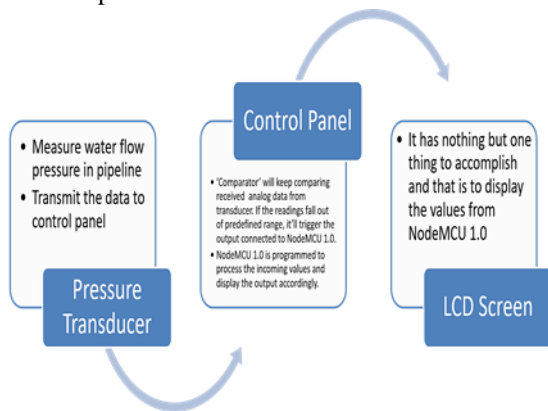 • Measure water flow
pressure in pipeline
• Transmit the data to
control panel
Pressure
Transducer
Control Panel
• 'Comparator' will keep comparing
received analog data from
transducer. If the readings fall out
of predefined range, it'll trigger the
output connected to NodeMCU 1.0.
• NodeMCU 1.0 is programmed to
process the incoming values and
display the output accordingly.
• It has nothing but one
thing to accomplish
and that is to display
the values from
NodeMCU 1.0
LCD Screen